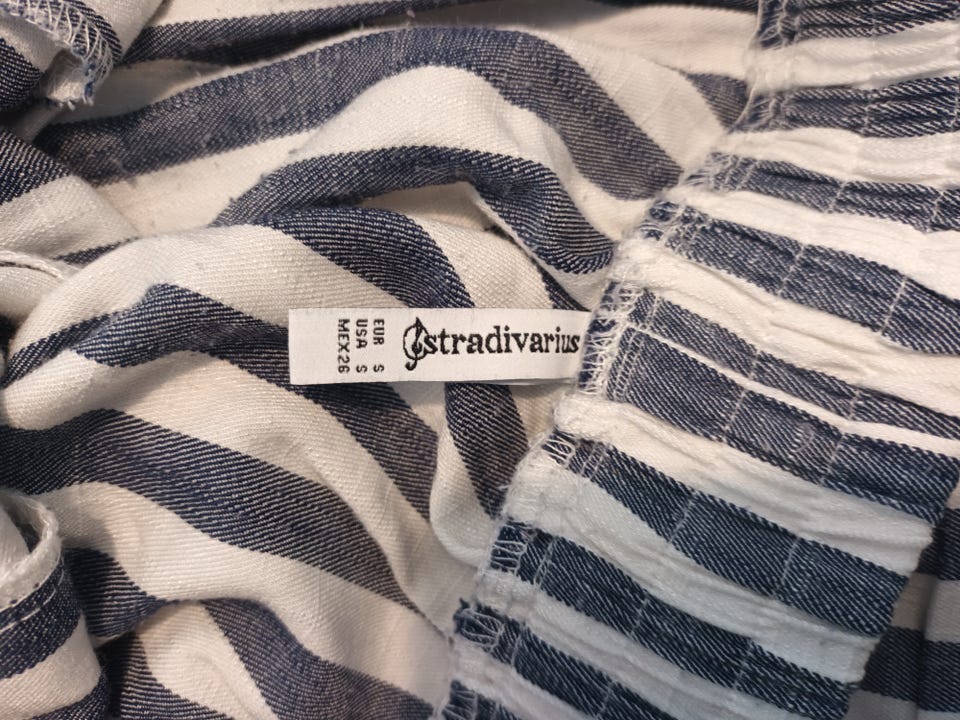 stradivarius
EUR S
USA S
MEX 26